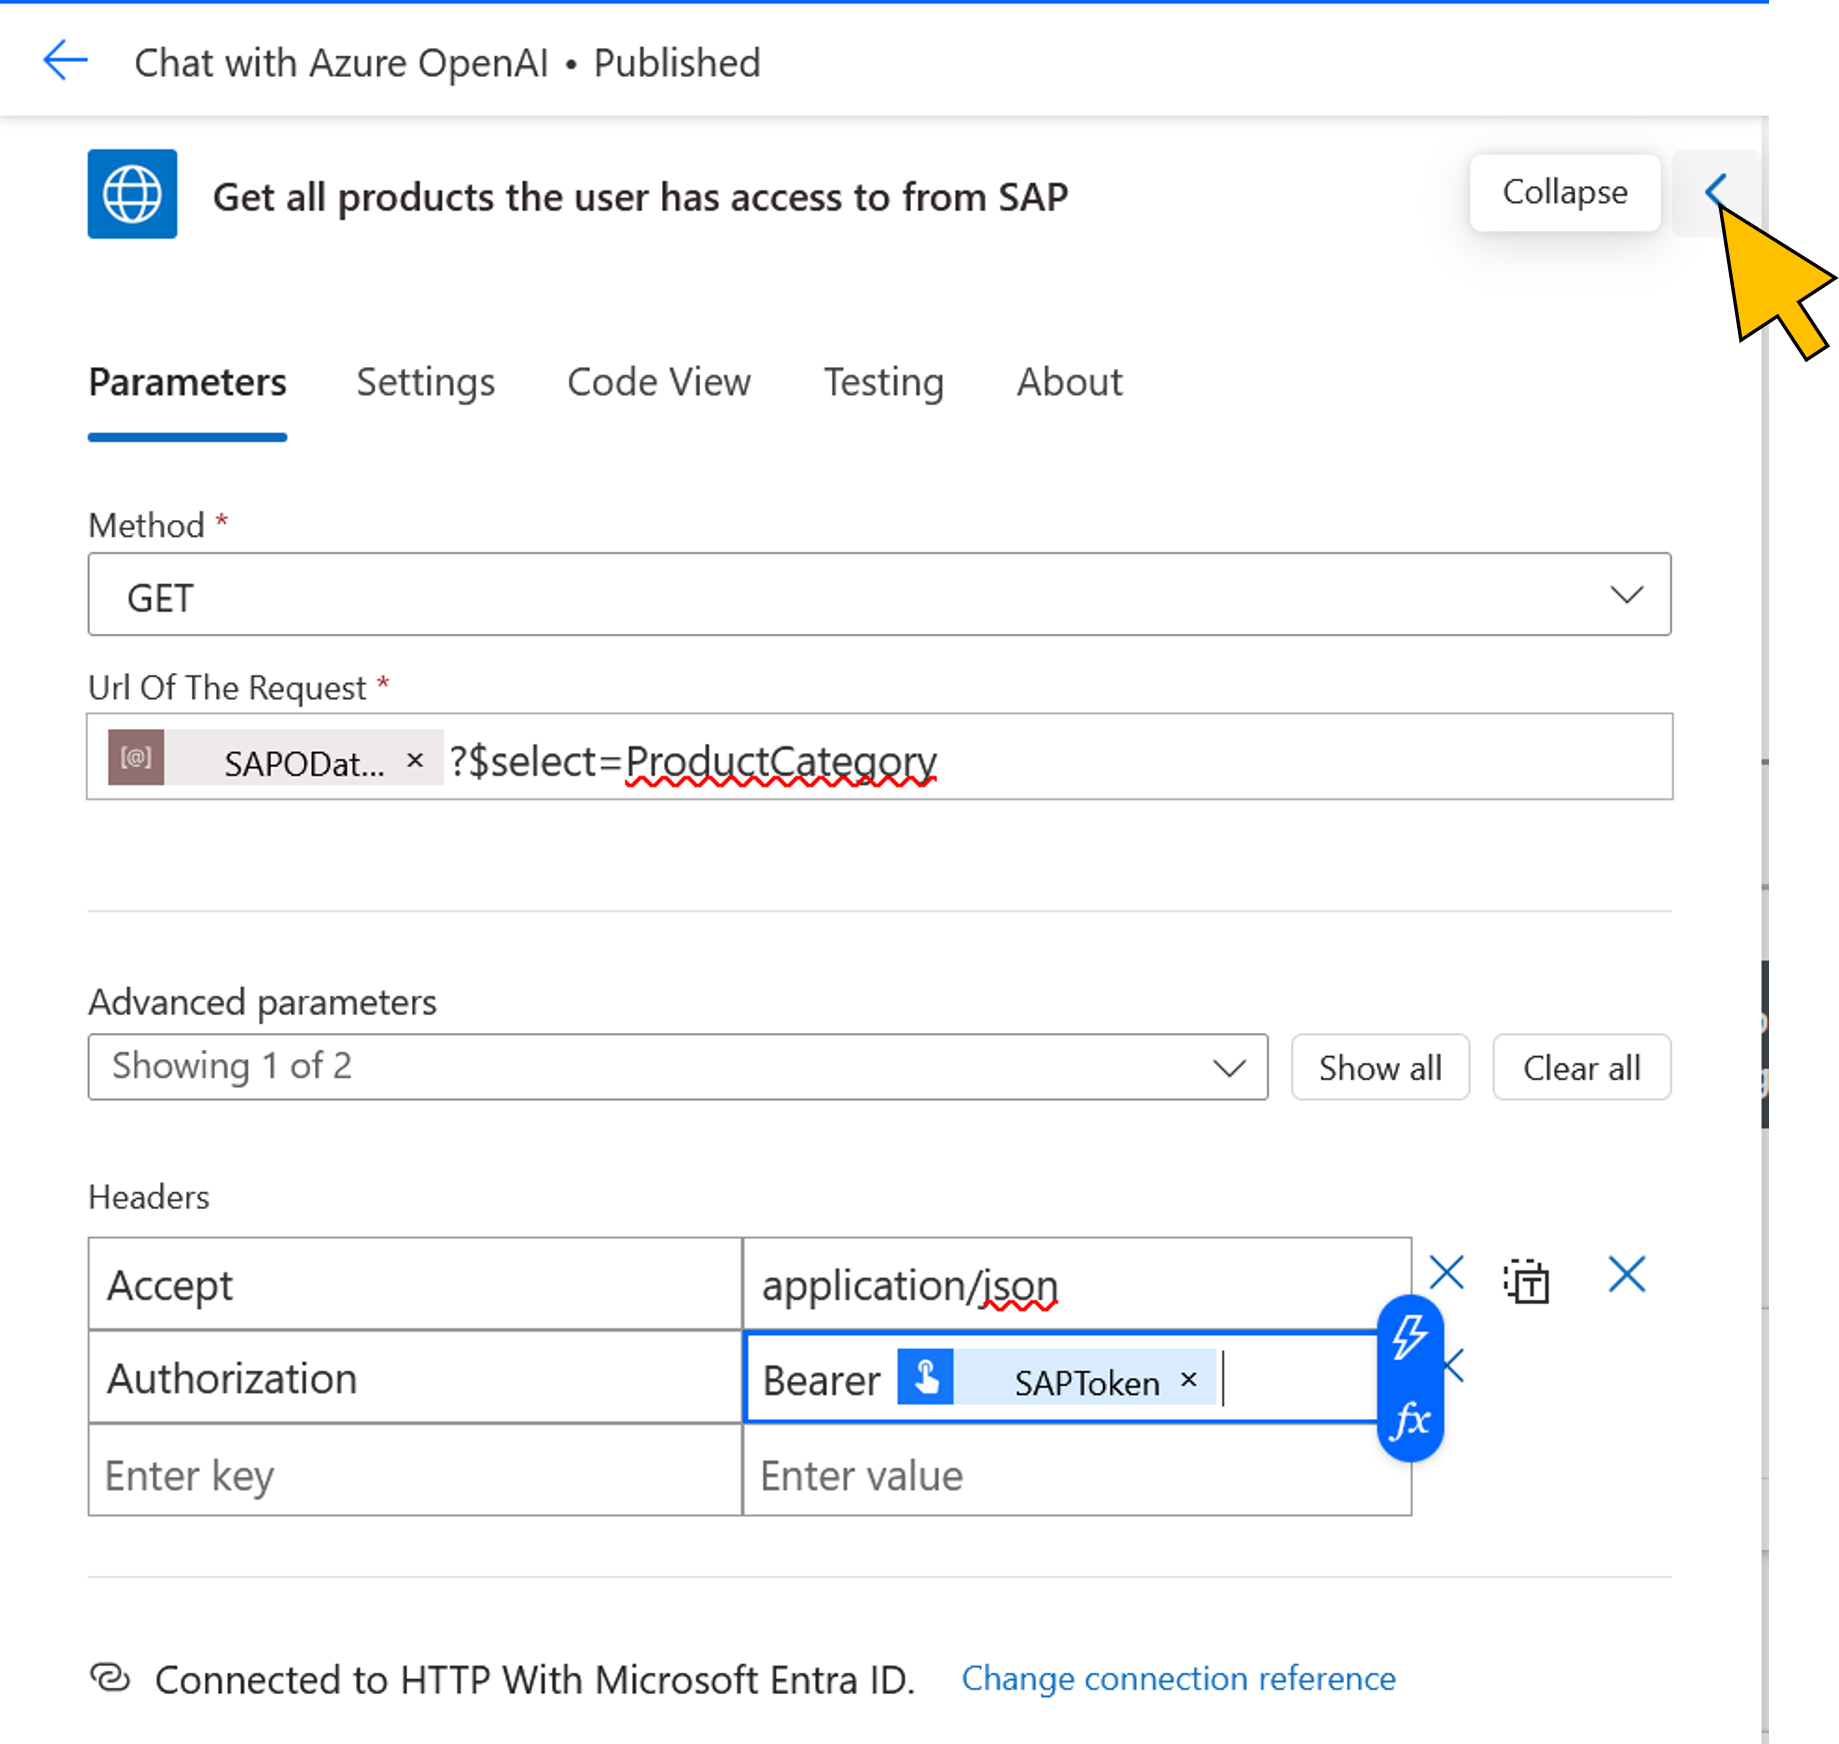 Chat with Azure OpenAI • Published
Get all products the user has access to from SAP
Collapse
Parameters Settings Code View Testing About
Method *
GET
Url Of The Request *
[@] SAPODat... × ?$select=ProductCategory
Advanced parameters
Showing 1 of 2 Show all Clear all
Headers
Accept application/json
Authorization Bearer SAPToken ×
fx
Enter key Enter value
Connected to HTTP With Microsoft Entra ID. Change connection reference